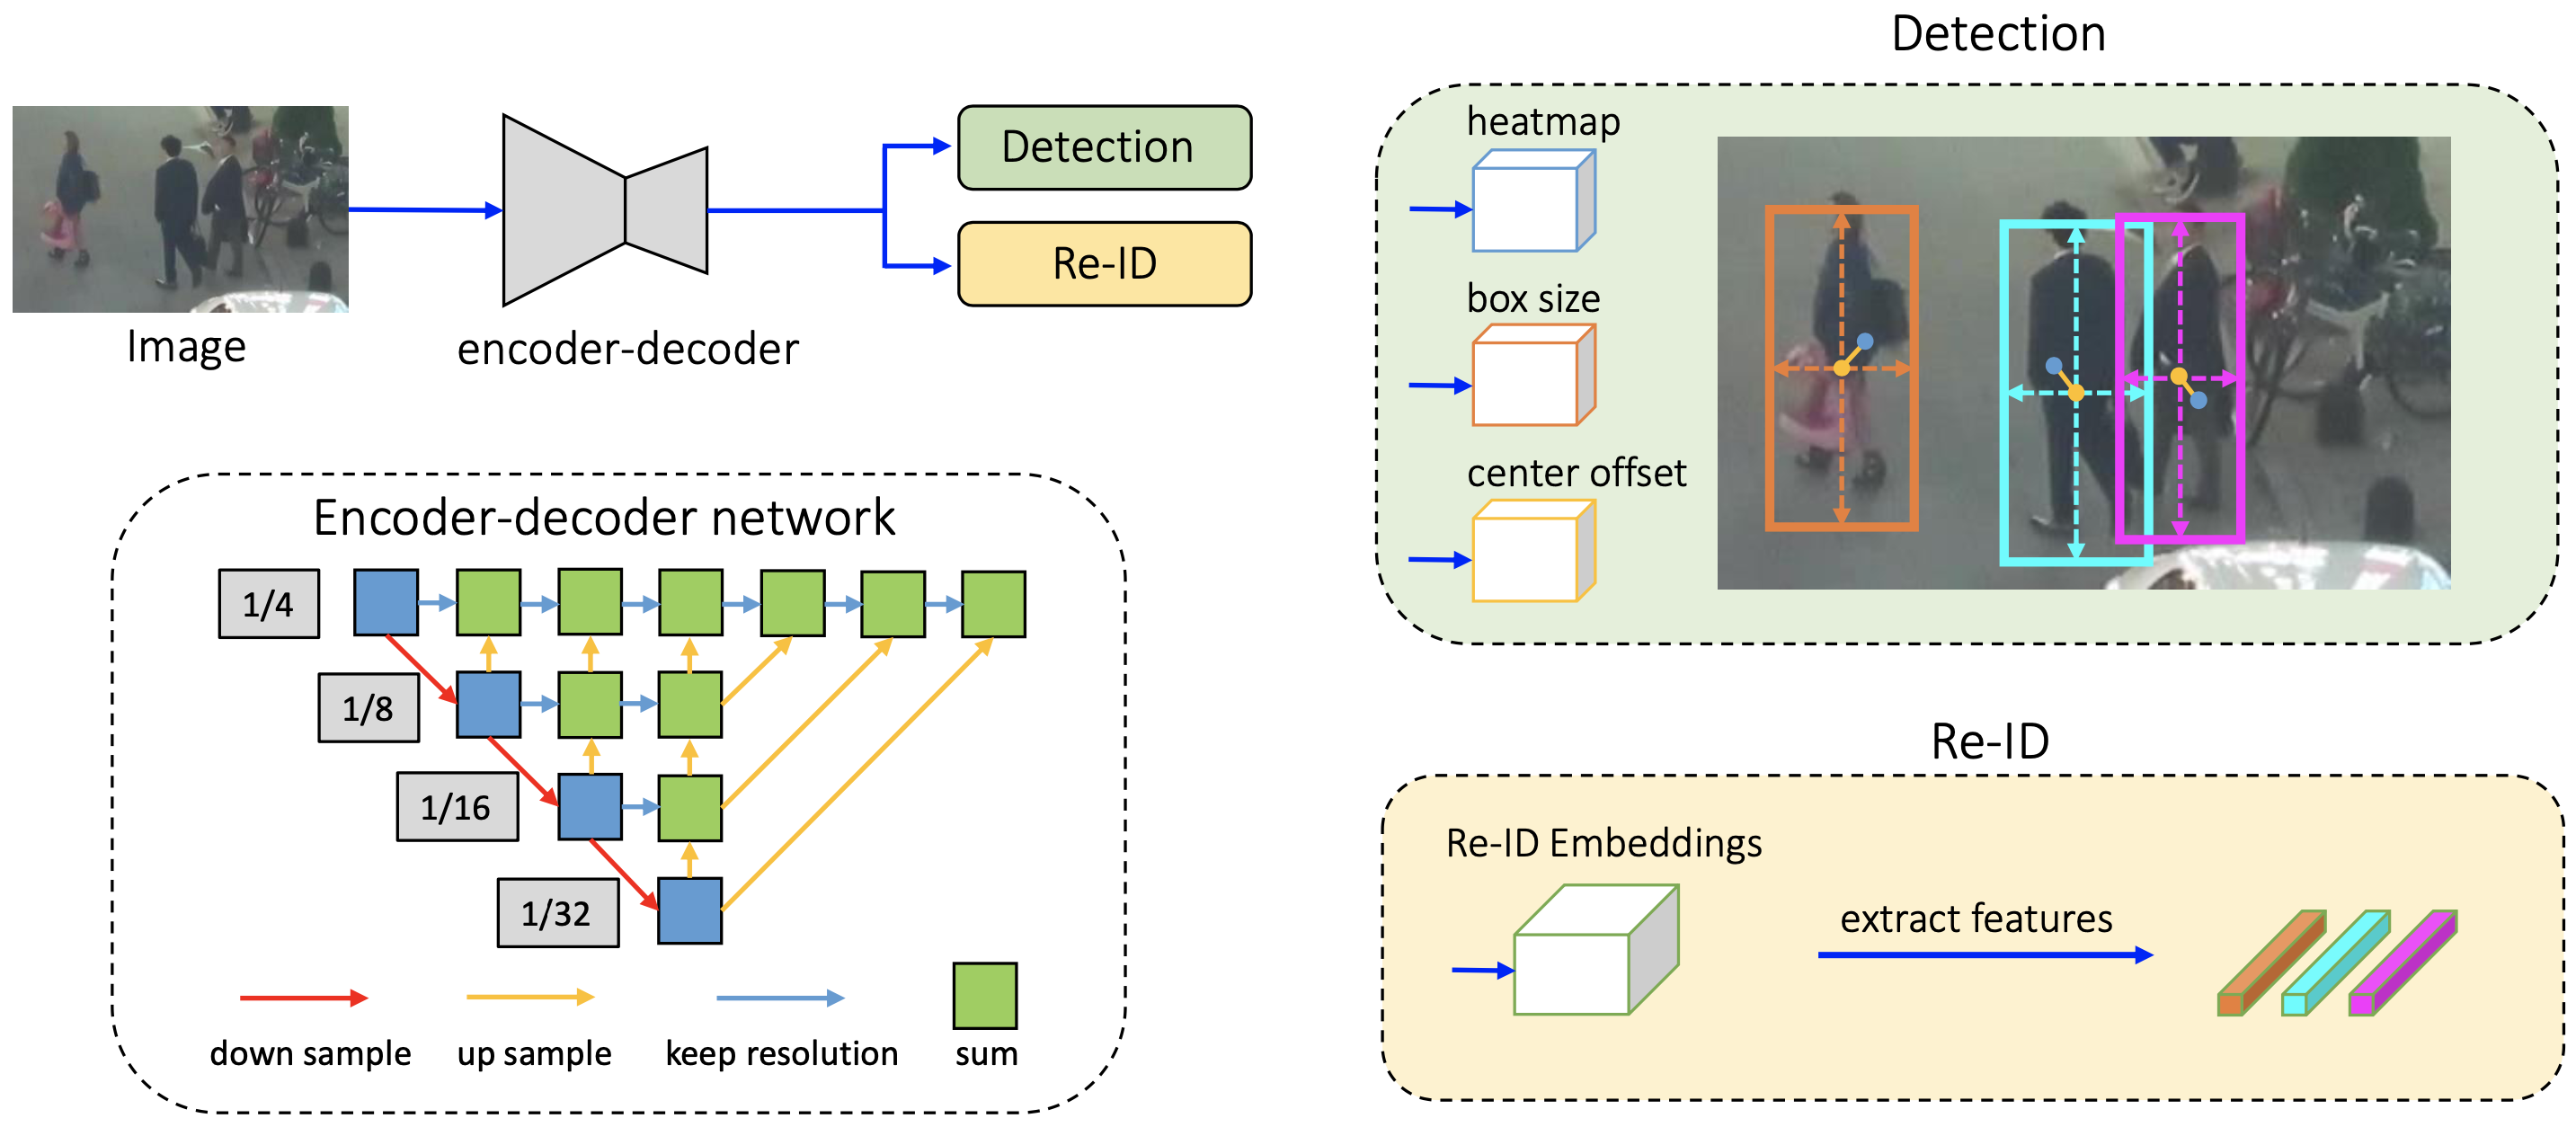 Image
encoder-decoder
Detection
Re-ID
Encoder-decoder network
1/4
1/8
1/16
1/32
down sample
up sample
keep resolution
sum
Detection
heatmap
box size
center offset
Re-ID
Re-ID Embeddings
extract features